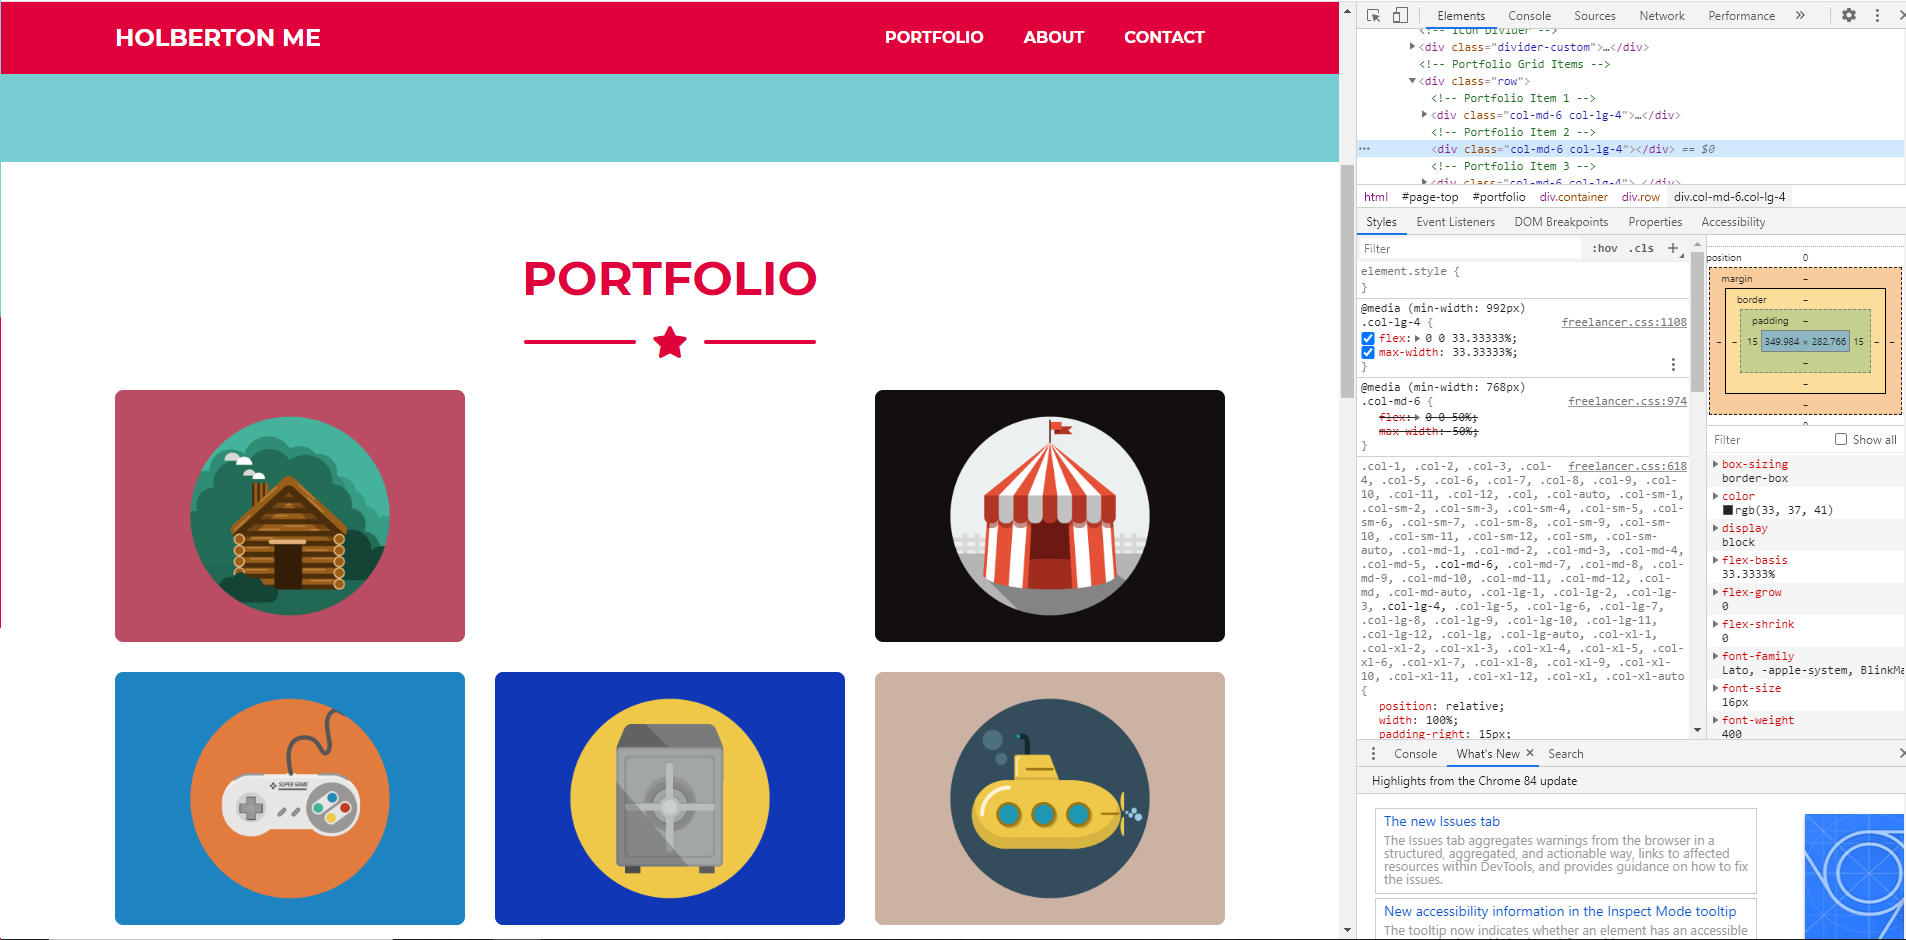 HOLBERTON ME
PORTFOLIO ABOUT CONTACT
PORTFOLIO
SUPER GAME
Elements Console Sources Network Performance »
<!-- Icon Divider -->
<div class="divider-custom">…</div>
<!-- Portfolio Grid Items -->
<div class="row">
<!-- Portfolio Item 1 -->
<div class="col-md-6 col-lg-4">…</div>
<!-- Portfolio Item 2 -->
<div class="col-md-6 col-lg-4"></div> == $0
<!-- Portfolio Item 3 -->
<div class="col-md-6 col-lg-4">…</div>
html #page-top #portfolio div.container div.row div.col-md-6.col-lg-4
Styles Event Listeners DOM Breakpoints Properties Accessibility
Filter :hov .cls +
element.style {
}
@media (min-width: 992px)
.col-lg-4 { freelancer.css:1108
flex: 0 0 33.33333%;
max-width: 33.33333%;
}
@media (min-width: 768px)
.col-md-6 { freelancer.css:974
flex: 0 0 50%;
max-width: 50%;
}
.col-1, .col-2, .col-3, .col- freelancer.css:618
4, .col-5, .col-6, .col-7, .col-8, .col-9, .col-
10, .col-11, .col-12, .col, .col-auto, .col-sm-1,
.col-sm-2, .col-sm-3, .col-sm-4, .col-sm-5, .col-
sm-6, .col-sm-7, .col-sm-8, .col-sm-9, .col-sm-
10, .col-sm-11, .col-sm-12, .col-sm, .col-sm-
auto, .col-md-1, .col-md-2, .col-md-3, .col-md-4,
.col-md-5, .col-md-6, .col-md-7, .col-md-8, .col-
md-9, .col-md-10, .col-md-11, .col-md-12, .col-
md, .col-md-auto, .col-lg-1, .col-lg-2, .col-lg-
3, .col-lg-4, .col-lg-5, .col-lg-6, .col-lg-7,
.col-lg-8, .col-lg-9, .col-lg-10, .col-lg-11,
.col-lg-12, .col-lg, .col-lg-auto, .col-xl-1,
.col-xl-2, .col-xl-3, .col-xl-4, .col-xl-5, .col-
xl-6, .col-xl-7, .col-xl-8, .col-xl-9, .col-xl-
10, .col-xl-11, .col-xl-12, .col-xl, .col-xl-auto
{
position: relative;
width: 100%;
padding-right: 15px;
position 0
margin –
border –
padding –
– – 15 349.984 × 282.766 15 – –
–
–
–
0
Filter Show all
box-sizing
border-box
color
rgb(33, 37, 41)
display
block
flex-basis
33.3333%
flex-grow
0
flex-shrink
0
font-family
Lato, -apple-system, BlinkMa
font-size
16px
font-weight
400
Console What's New × Search
Highlights from the Chrome 84 update
The new Issues tab
The Issues tab aggregates warnings from the browser in a
structured, aggregated, and actionable way, links to affected
resources within DevTools, and provides guidance on how to fix
the issues.
New accessibility information in the Inspect Mode tooltip
The tooltip now indicates whether an element has an accessible